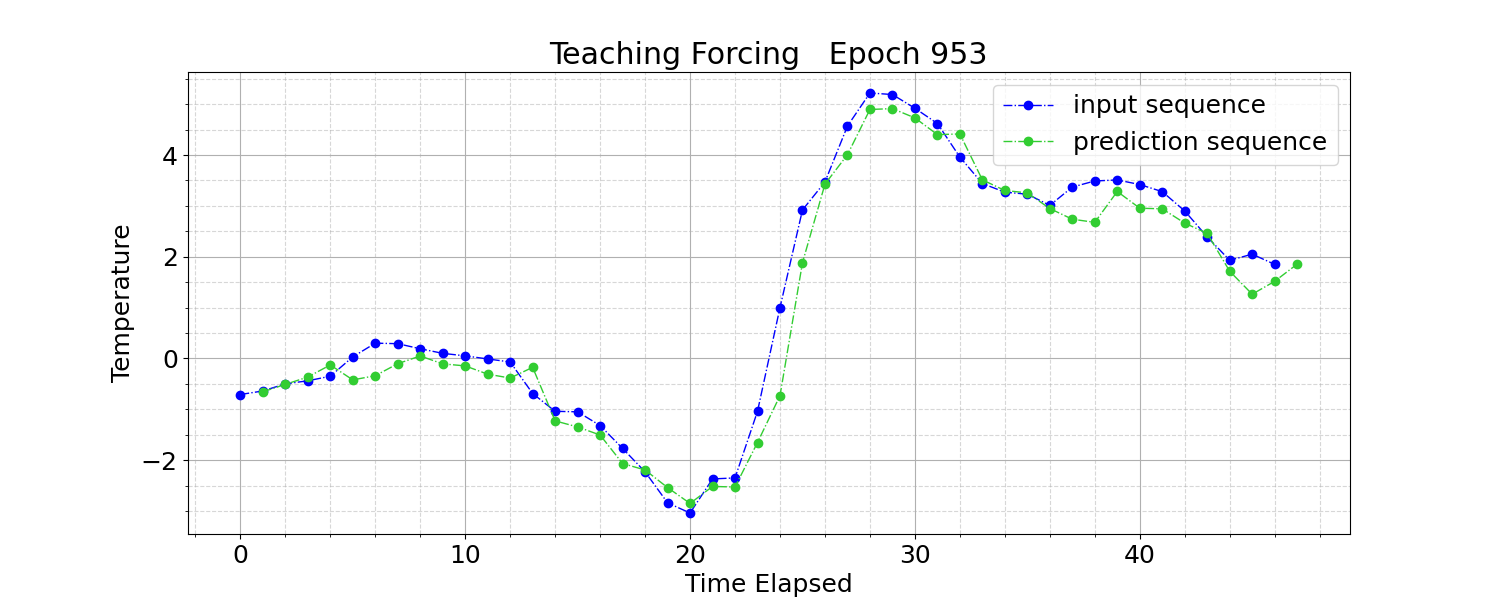 Teaching Forcing   Epoch 953
input sequence
prediction sequence
Temperature
4
2
0
−2
0 10 20 30 40
Time Elapsed